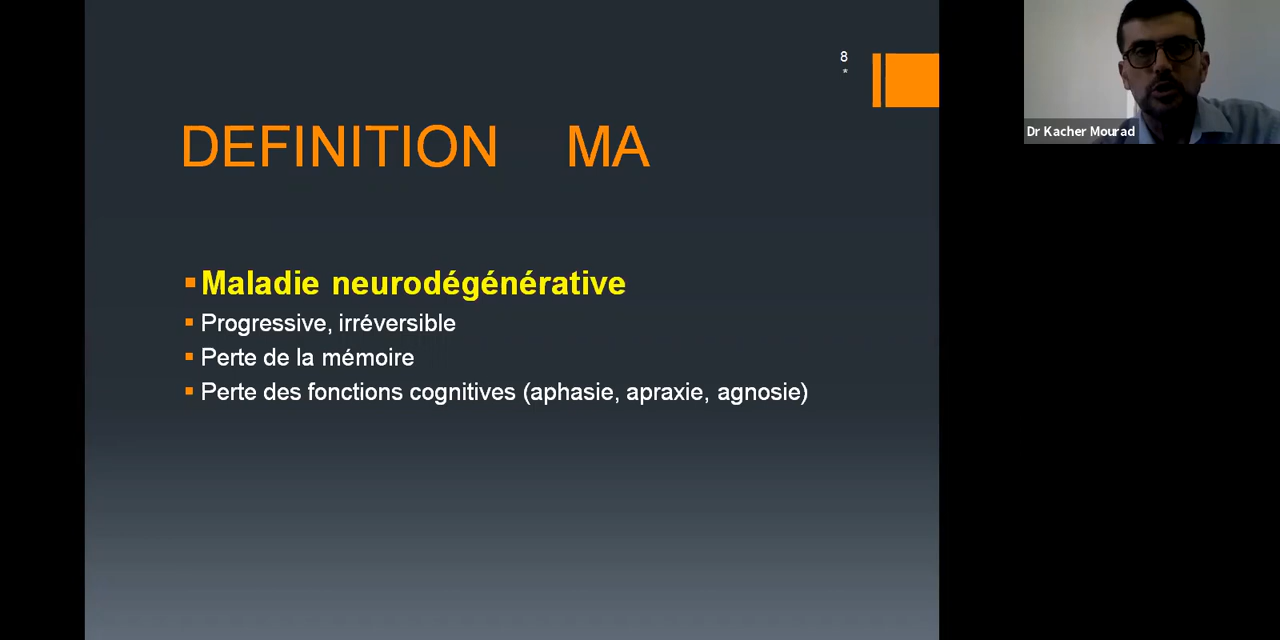 8
*
Dr Kacher Mourad
DEFINITION MA
Maladie neurodégénérative
Progressive, irréversible
Perte de la mémoire
Perte des fonctions cognitives (aphasie, apraxie, agnosie)